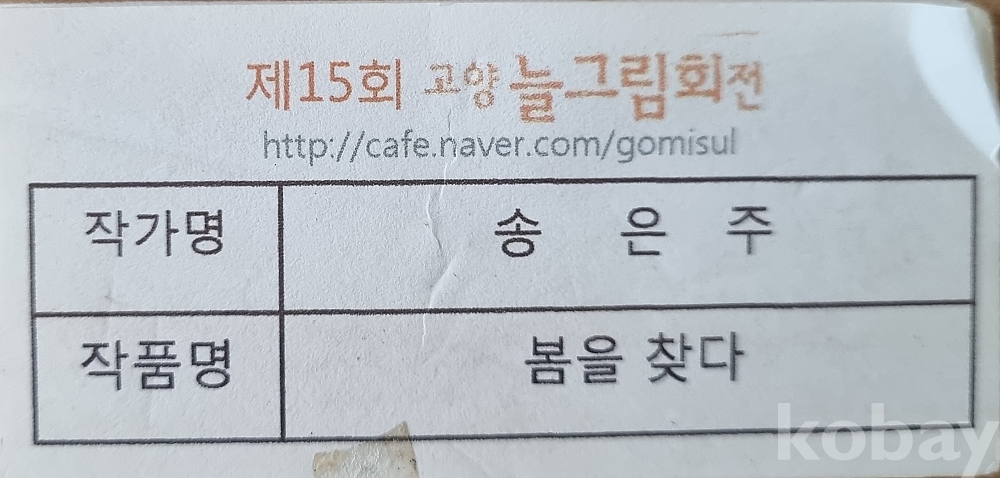 제15회 고양 늘그림회전
http://cafe.naver.com/gomisul
작가명 송 은 주
작품명 봄을 찾다
kobay